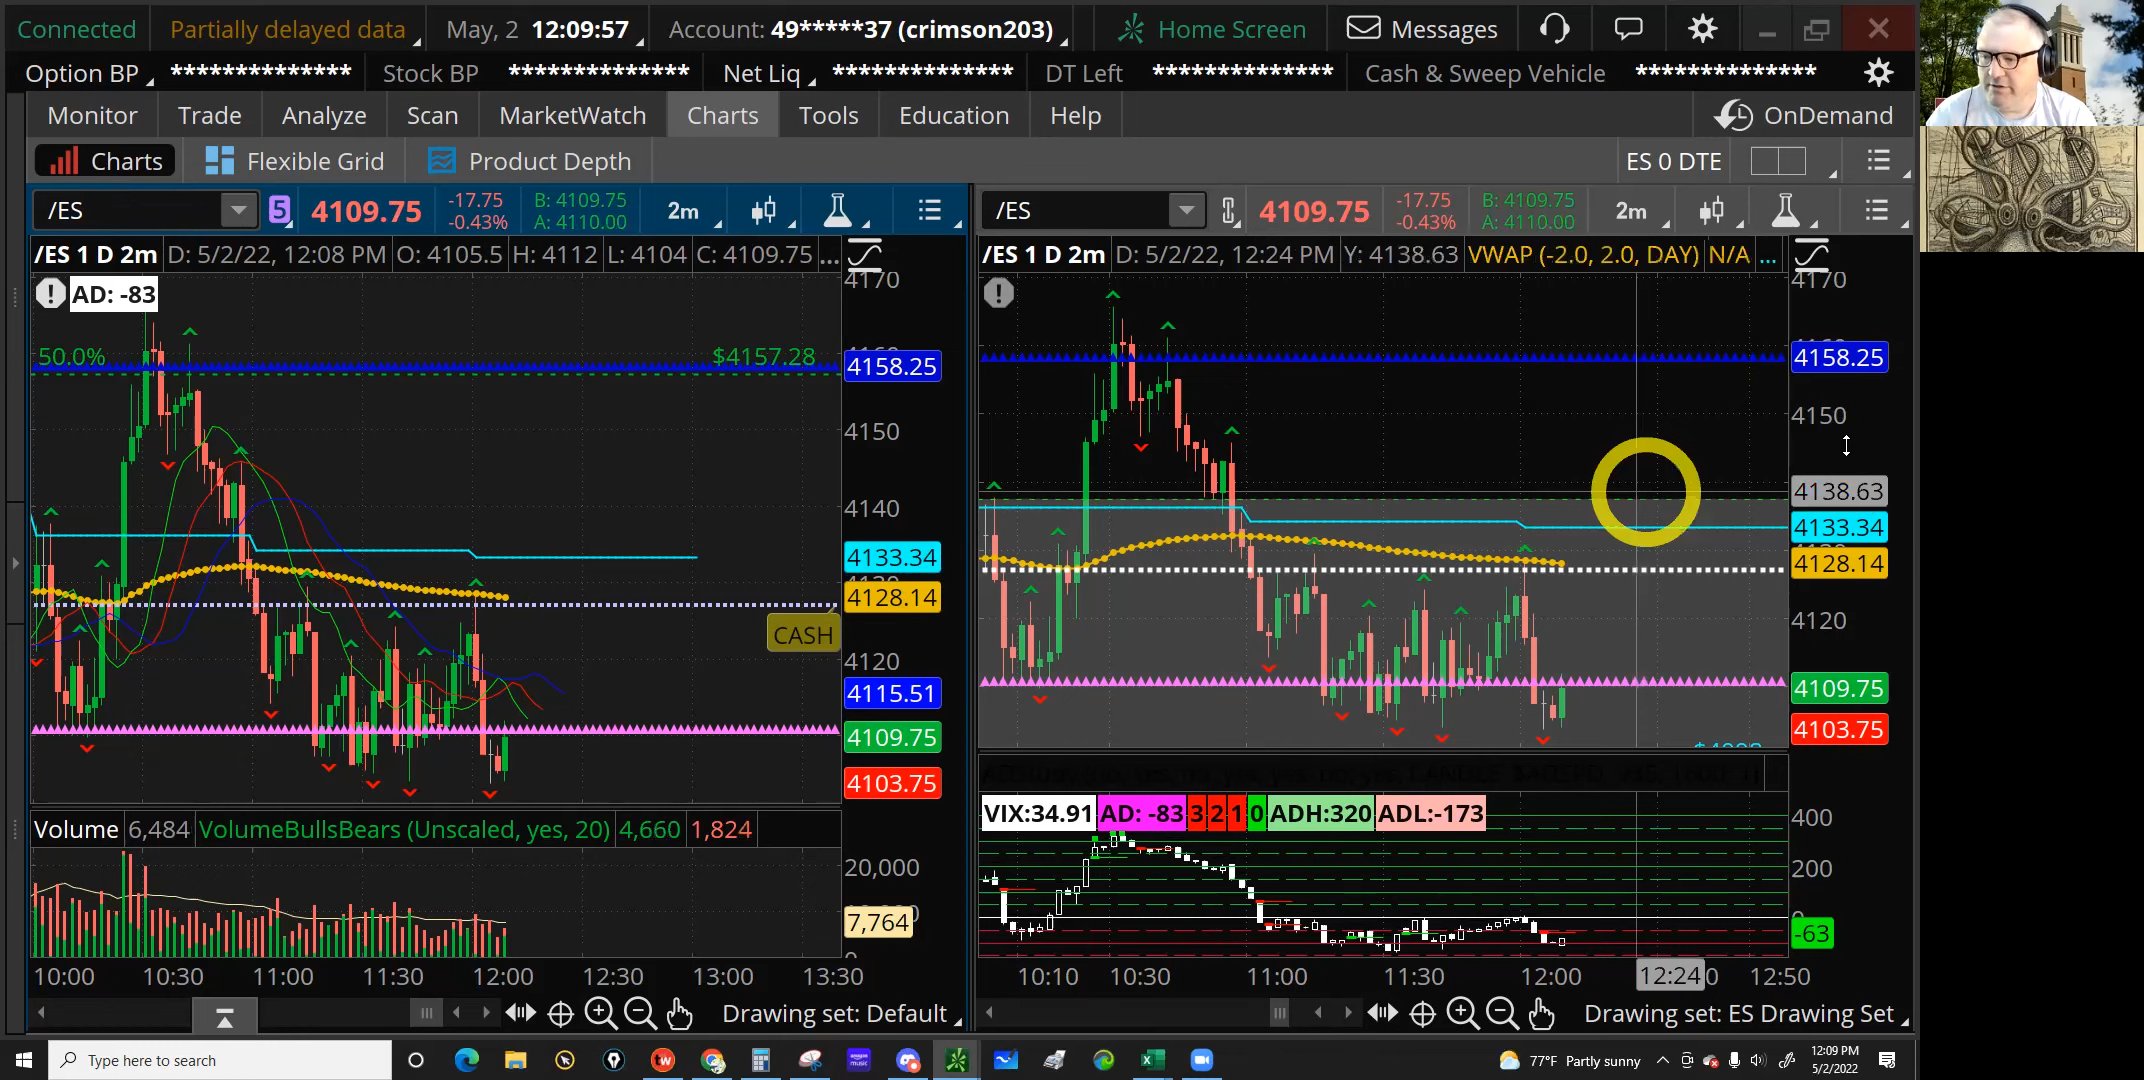 Connected Partially delayed data May, 2 12:09:57 Account: 49*****37 (crimson203) Home Screen Messages
Option BP ************** Stock BP ************** Net Liq ************** DT Left ************** Cash & Sweep Vehicle **************
Monitor Trade Analyze Scan MarketWatch Charts Tools Education Help OnDemand
Charts Flexible Grid Product Depth ES 0 DTE
/ES 5 4109.75 -17.75 -0.43% B: 4109.75 A: 4110.00 2m
/ES 1 D 2m D: 5/2/22, 12:08 PM O: 4105.5 H: 4112 L: 4104 C: 4109.75 ...
AD: -83
50.0% $4157.28
4170
4158.25
4150
4140
4133.34
4128.14
CASH
4120
4115.51
4109.75
4103.75
Volume 6,484 VolumeBullsBears (Unscaled, yes, 20) 4,660 1,824
20,000
7,764
10:00 10:30 11:00 11:30 12:00 12:30 13:00 13:30
Drawing set: Default
/ES 4109.75 -17.75 -0.43% B: 4109.75 A: 4110.00 2m
/ES 1 D 2m D: 5/2/22, 12:24 PM Y: 4138.63 VWAP (-2.0, 2.0, DAY) N/A ...
4170
4158.25
4150
4138.63
4133.34
4128.14
4120
4109.75
4103.75
VIX:34.91 AD: -83 3 2 1 0 ADH:320 ADL:-173
400
200
0
-63
10:10 10:30 11:00 11:30 12:00 12:24 12:50
Drawing set: ES Drawing Set
Type here to search
77°F Partly sunny 12:09 PM
5/2/2022